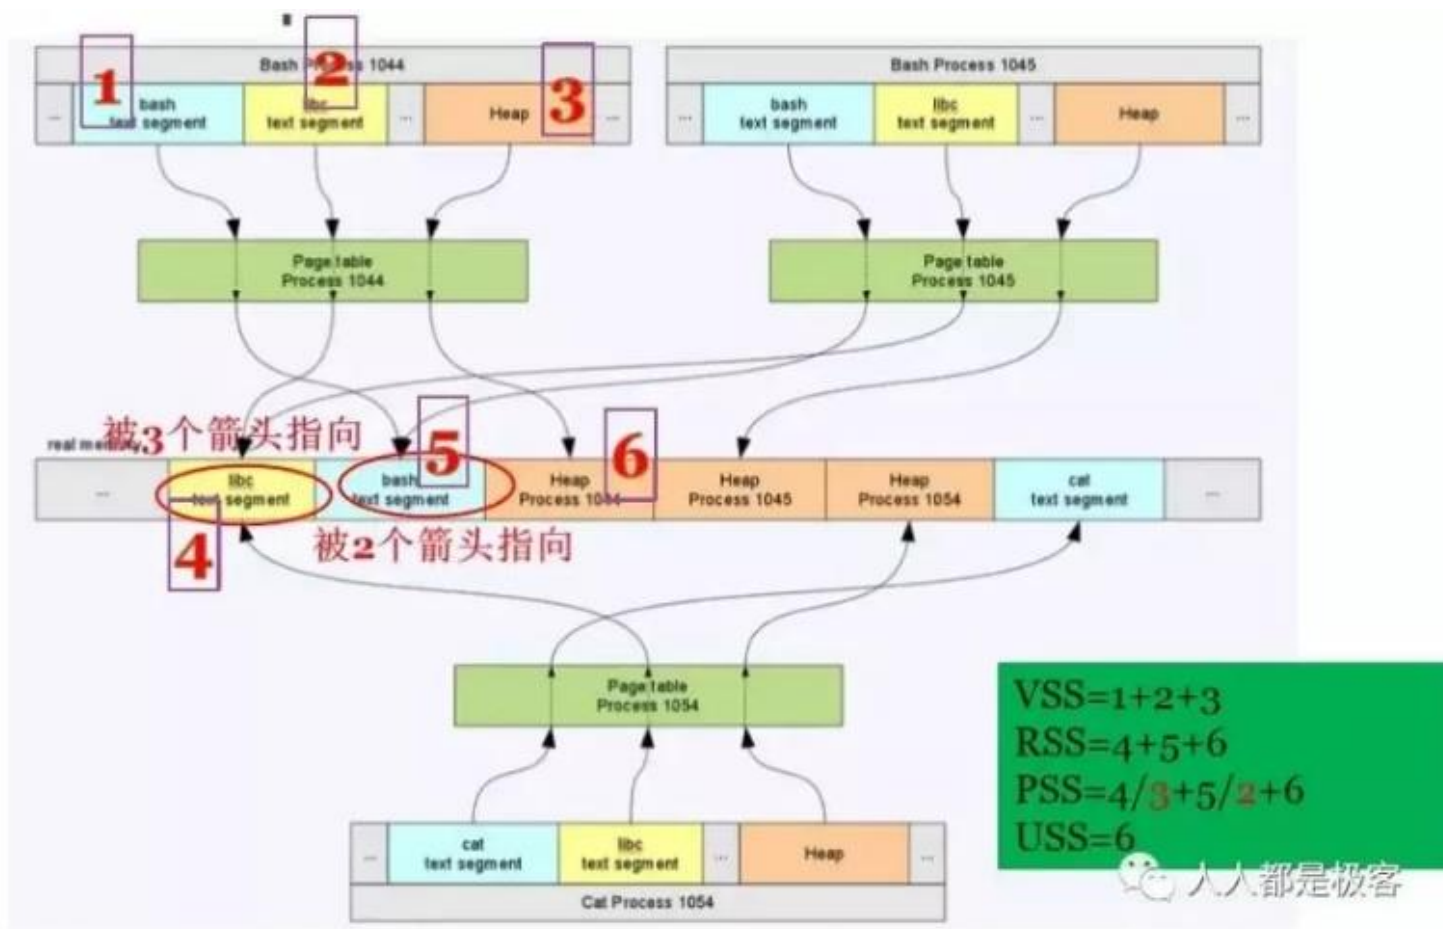 1
2
3
Bash Process 1044
Bash Process 1045
...
bash
text segment
libc
text segment
...
Heap
...
...
bash
text segment
libc
text segment
...
Heap
...
Page table
Process 1044
Page table
Process 1045
被3个箭头指向
real memory
5
6
...
libc
text segment
bash
text segment
Heap
Process 1044
Heap
Process 1045
Heap
Process 1054
cat
text segment
...
4
被2个箭头指向
Page table
Process 1054
VSS=1+2+3
RSS=4+5+6
PSS=4/3+5/2+6
USS=6
...
cat
text segment
libc
text segment
...
Heap
...
Cat Process 1054
人人都是极客